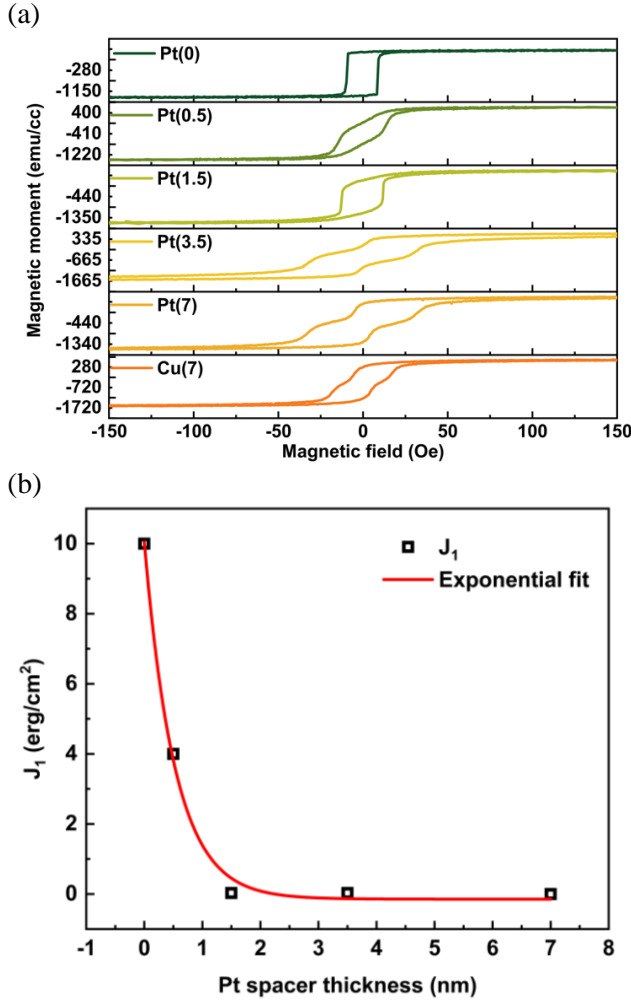 (a)
Magnetic moment (emu/cc)
Pt(0)
-280
-1150
Pt(0.5)
400
-410
-1220
Pt(1.5)
-440
-1350
Pt(3.5)
335
-665
-1665
Pt(7)
-440
-1340
Cu(7)
280
-720
-1720
-150 -100 -50 0 50 100 150
Magnetic field (Oe)
(b)
J1 (erg/cm2)
10
8
6
4
2
0
J1
Exponential fit
-1 0 1 2 3 4 5 6 7 8
Pt spacer thickness (nm)